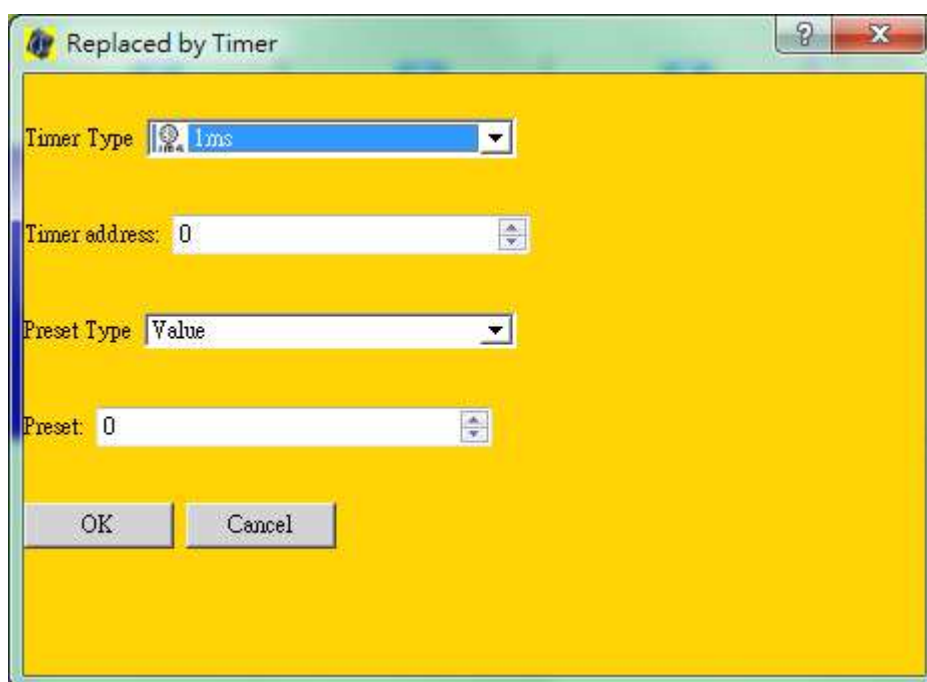 Replaced by Timer
Timer Type 1ms
Timer address: 0
Preset Type Value
Preset: 0
OK Cancel